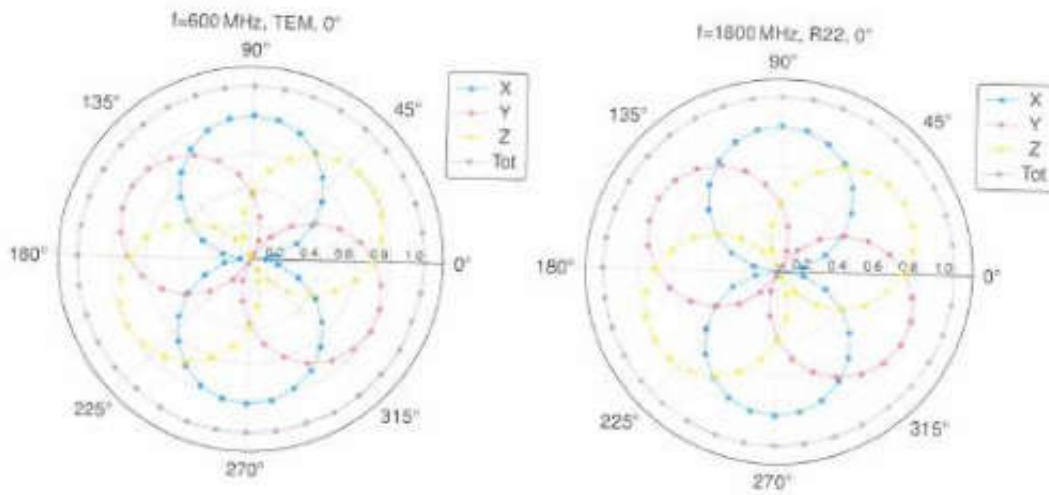 f=600 MHz, TEM, 0°
90°
135°
45°
180°
0.2 0.4 0.6 0.8 1.0
0°
225°
315°
270°
X
Y
Z
Tot
f=1800 MHz, R22, 0°
90°
135°
45°
180°
0.2 0.4 0.6 0.8 1.0
0°
225°
315°
270°
X
Y
Z
Tot